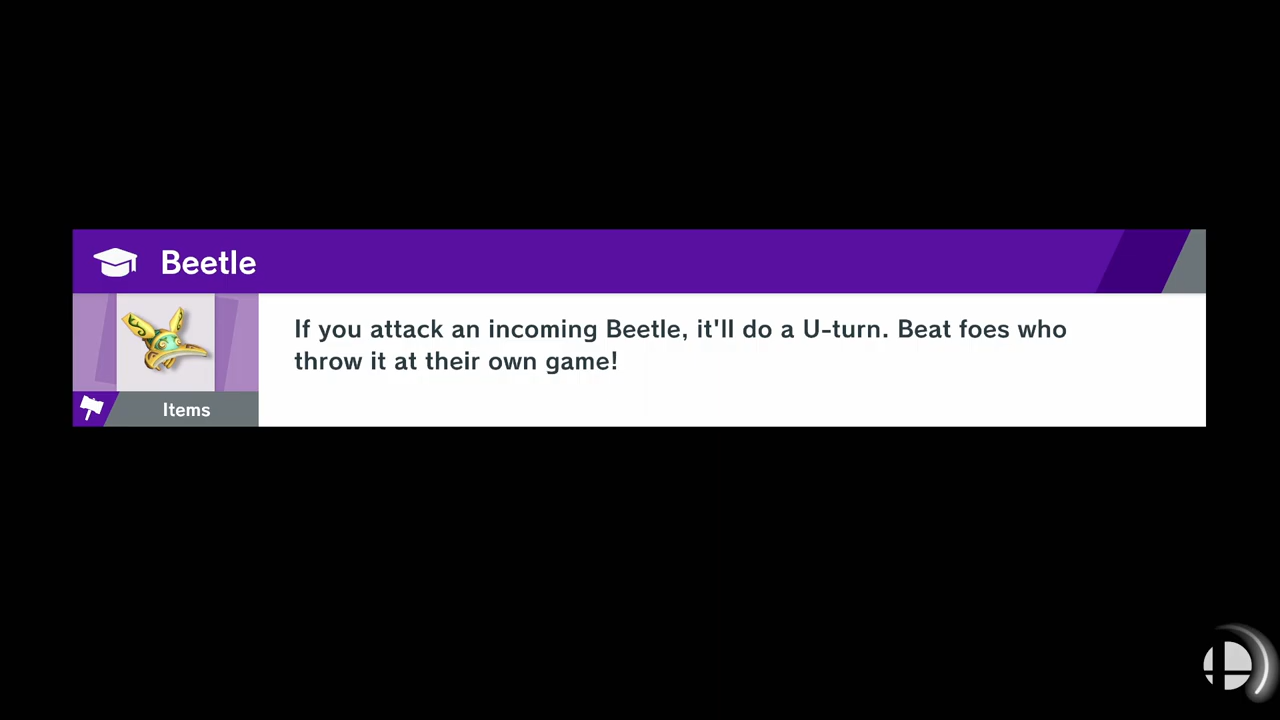 Beetle
If you attack an incoming Beetle, it'll do a U-turn. Beat foes who
throw it at their own game!
Items